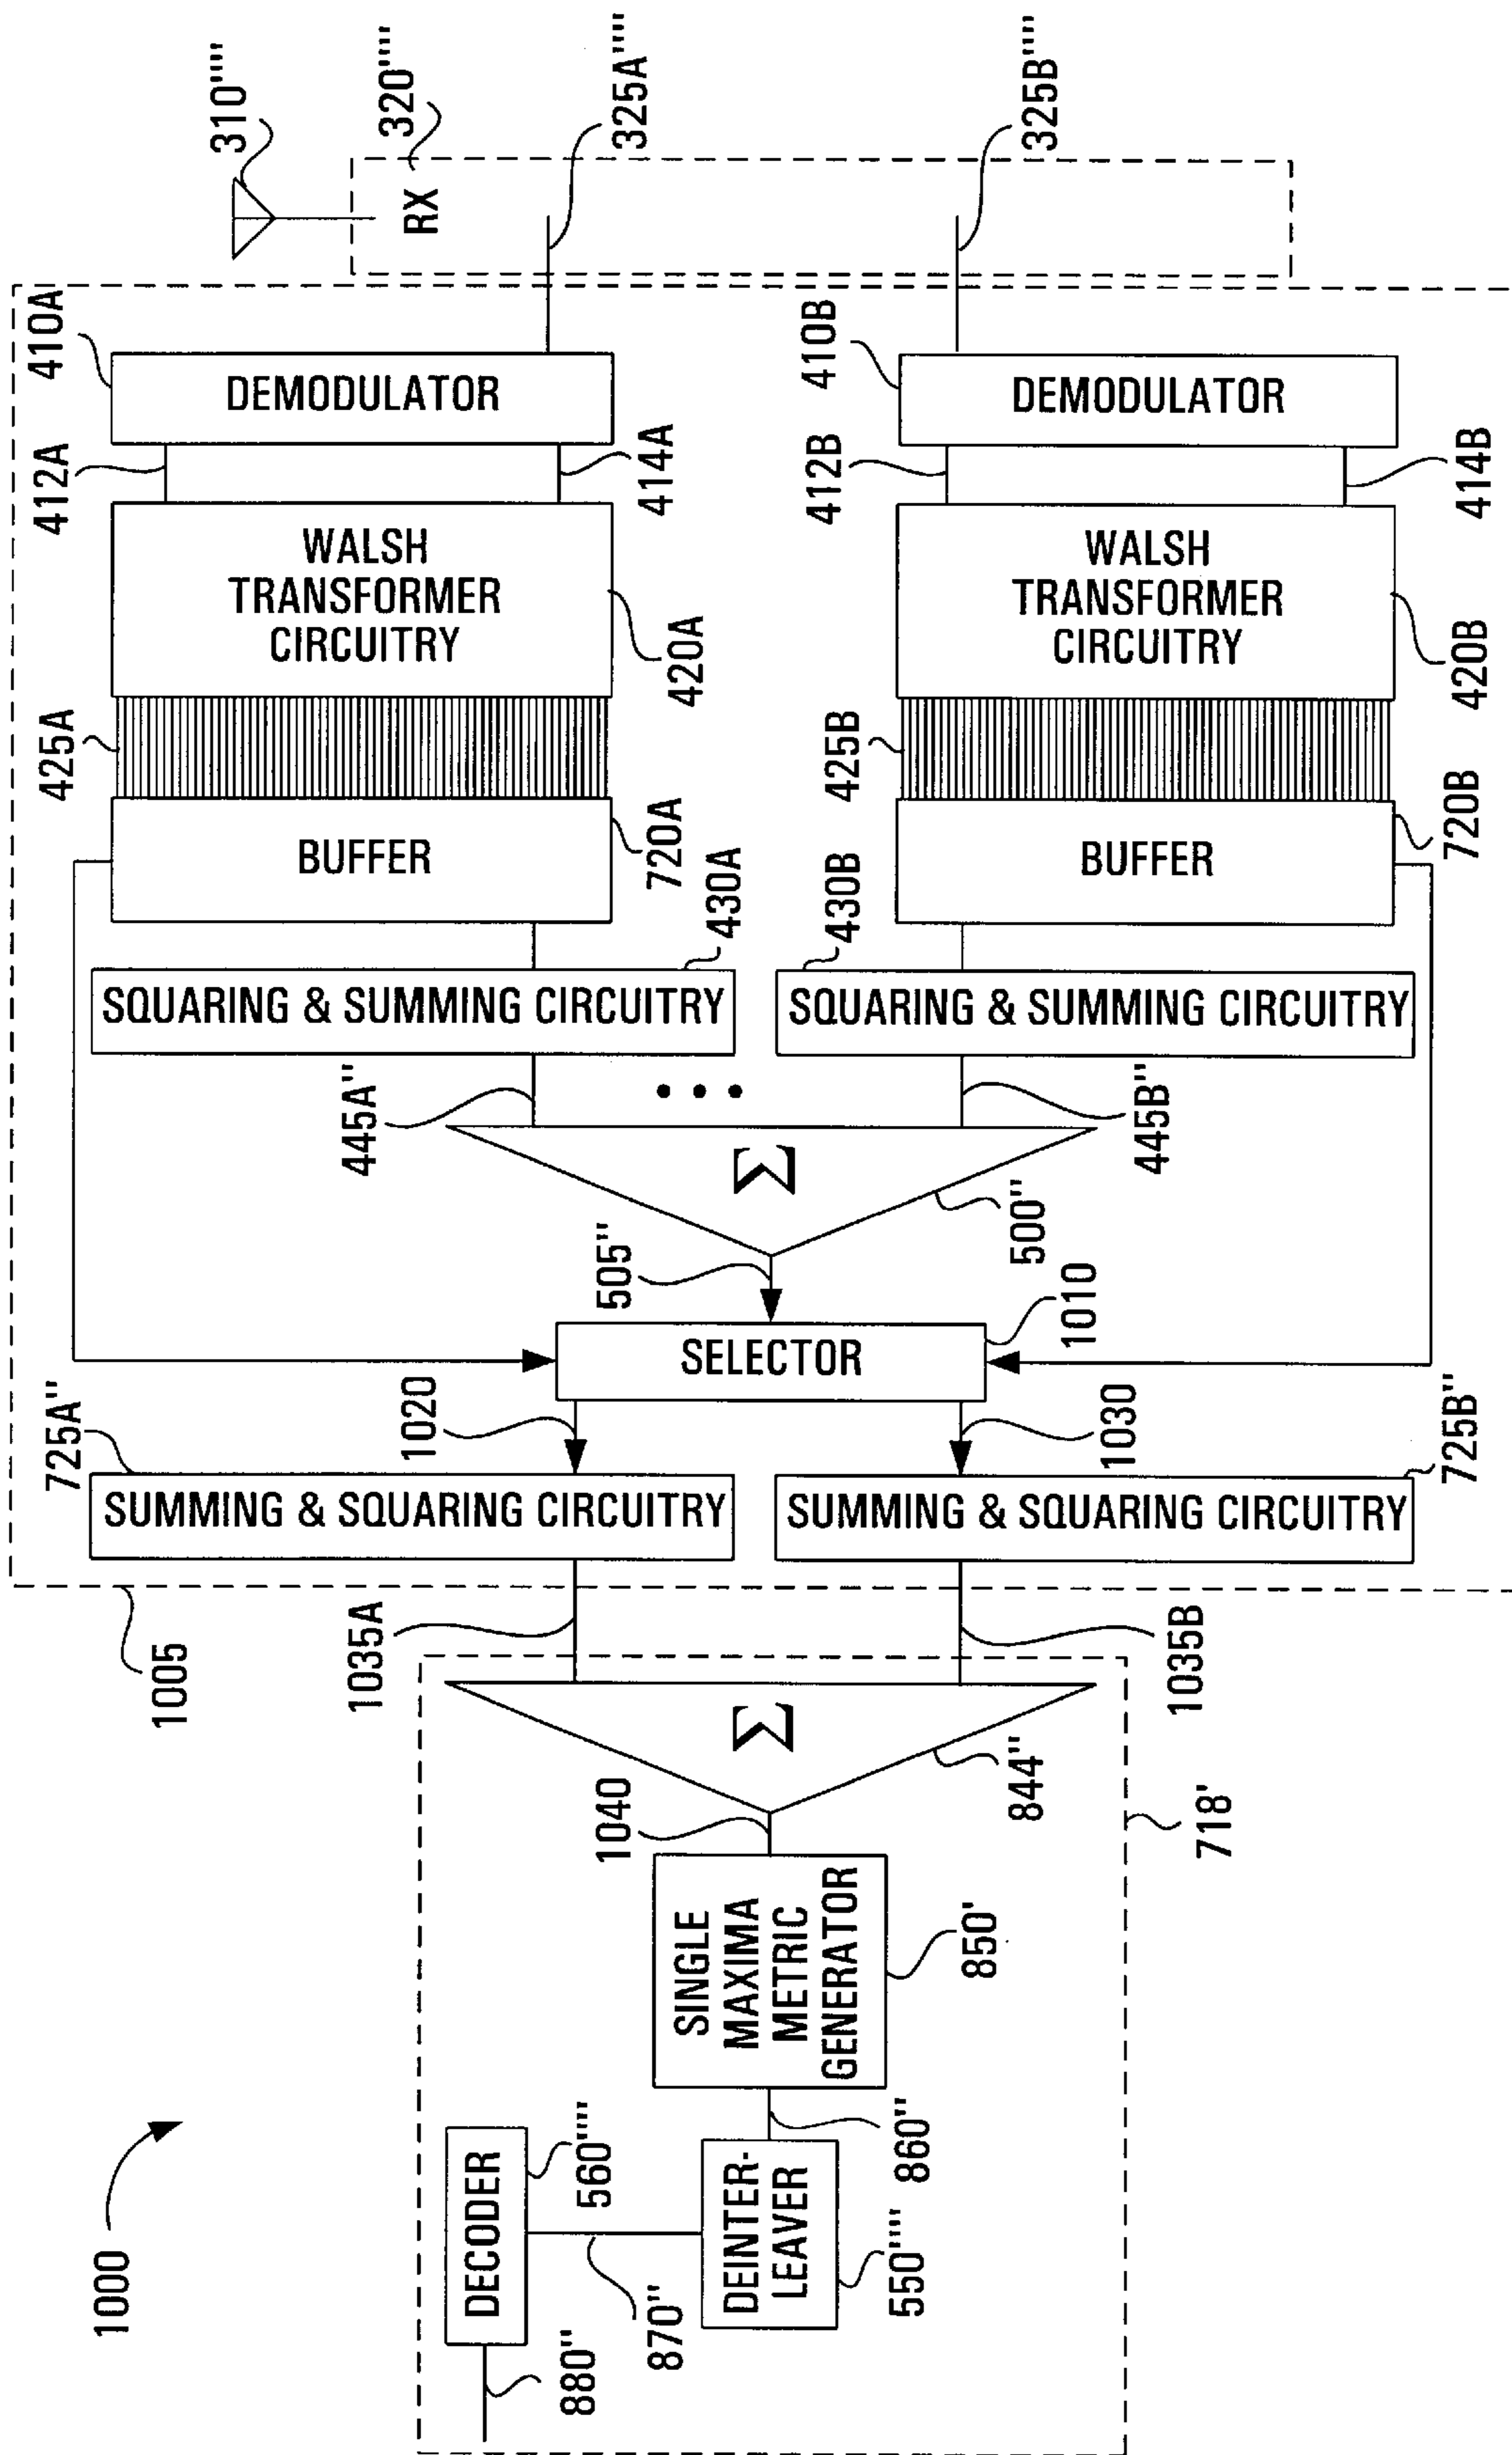 310""
320""
RX
325A""
325B""
410A
DEMODULATOR
412A
414A
WALSH
TRANSFORMER
CIRCUITRY
420A
425A
BUFFER
720A
430A
SQUARING & SUMMING CIRCUITRY
445A"
410B
DEMODULATOR
412B
414B
WALSH
TRANSFORMER
CIRCUITRY
420B
425B
BUFFER
720B
430B
SQUARING & SUMMING CIRCUITRY
445B"
• • •
Σ
500"
505"
SELECTOR
1010
1020
1030
725A"
SUMMING & SQUARING CIRCUITRY
725B"
SUMMING & SQUARING CIRCUITRY
1005
1035A
1035B
Σ
844"
718'
1040
SINGLE
MAXIMA
METRIC
GENERATOR
850'
860"
DEINTER-
LEAVER
550""
870"
DECODER
560""
880"
1000